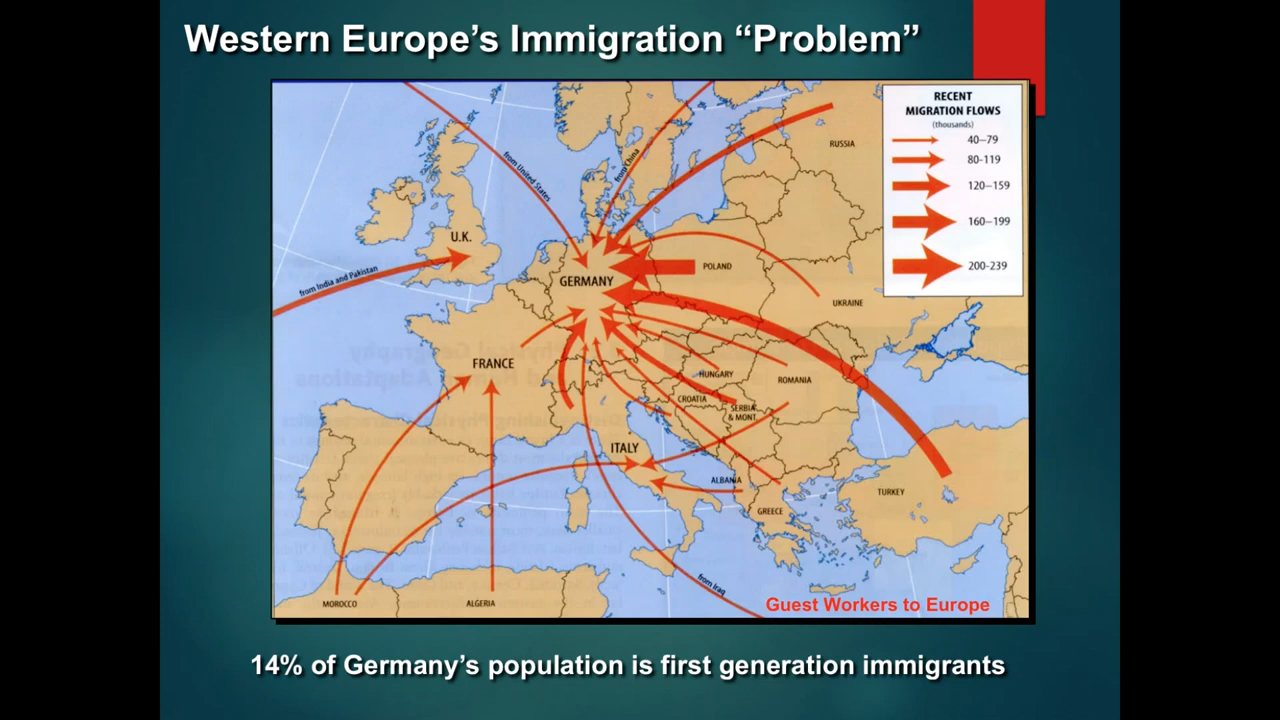 Western Europe's Immigration “Problem”
RECENT
MIGRATION FLOWS
(thousands)
40–79
80-119
120–159
160–199
200-239
RUSSIA
from United States
from China
U.K.
from India and Pakistan
GERMANY
POLAND
UKRAINE
FRANCE
HUNGARY
ROMANIA
CROATIA
SERBIA
& MONT.
ITALY
ALBANIA
TURKEY
GREECE
from Iraq
MOROCCO
ALGERIA
Guest Workers to Europe
14% of Germany's population is first generation immigrants